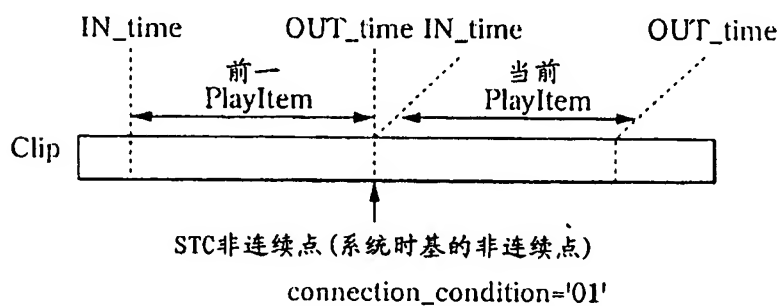 IN_time OUT_time IN_time OUT_time
前一 当前
PlayItem PlayItem
Clip
STC非连续点(系统时基的非连续点)
connection_condition='01'